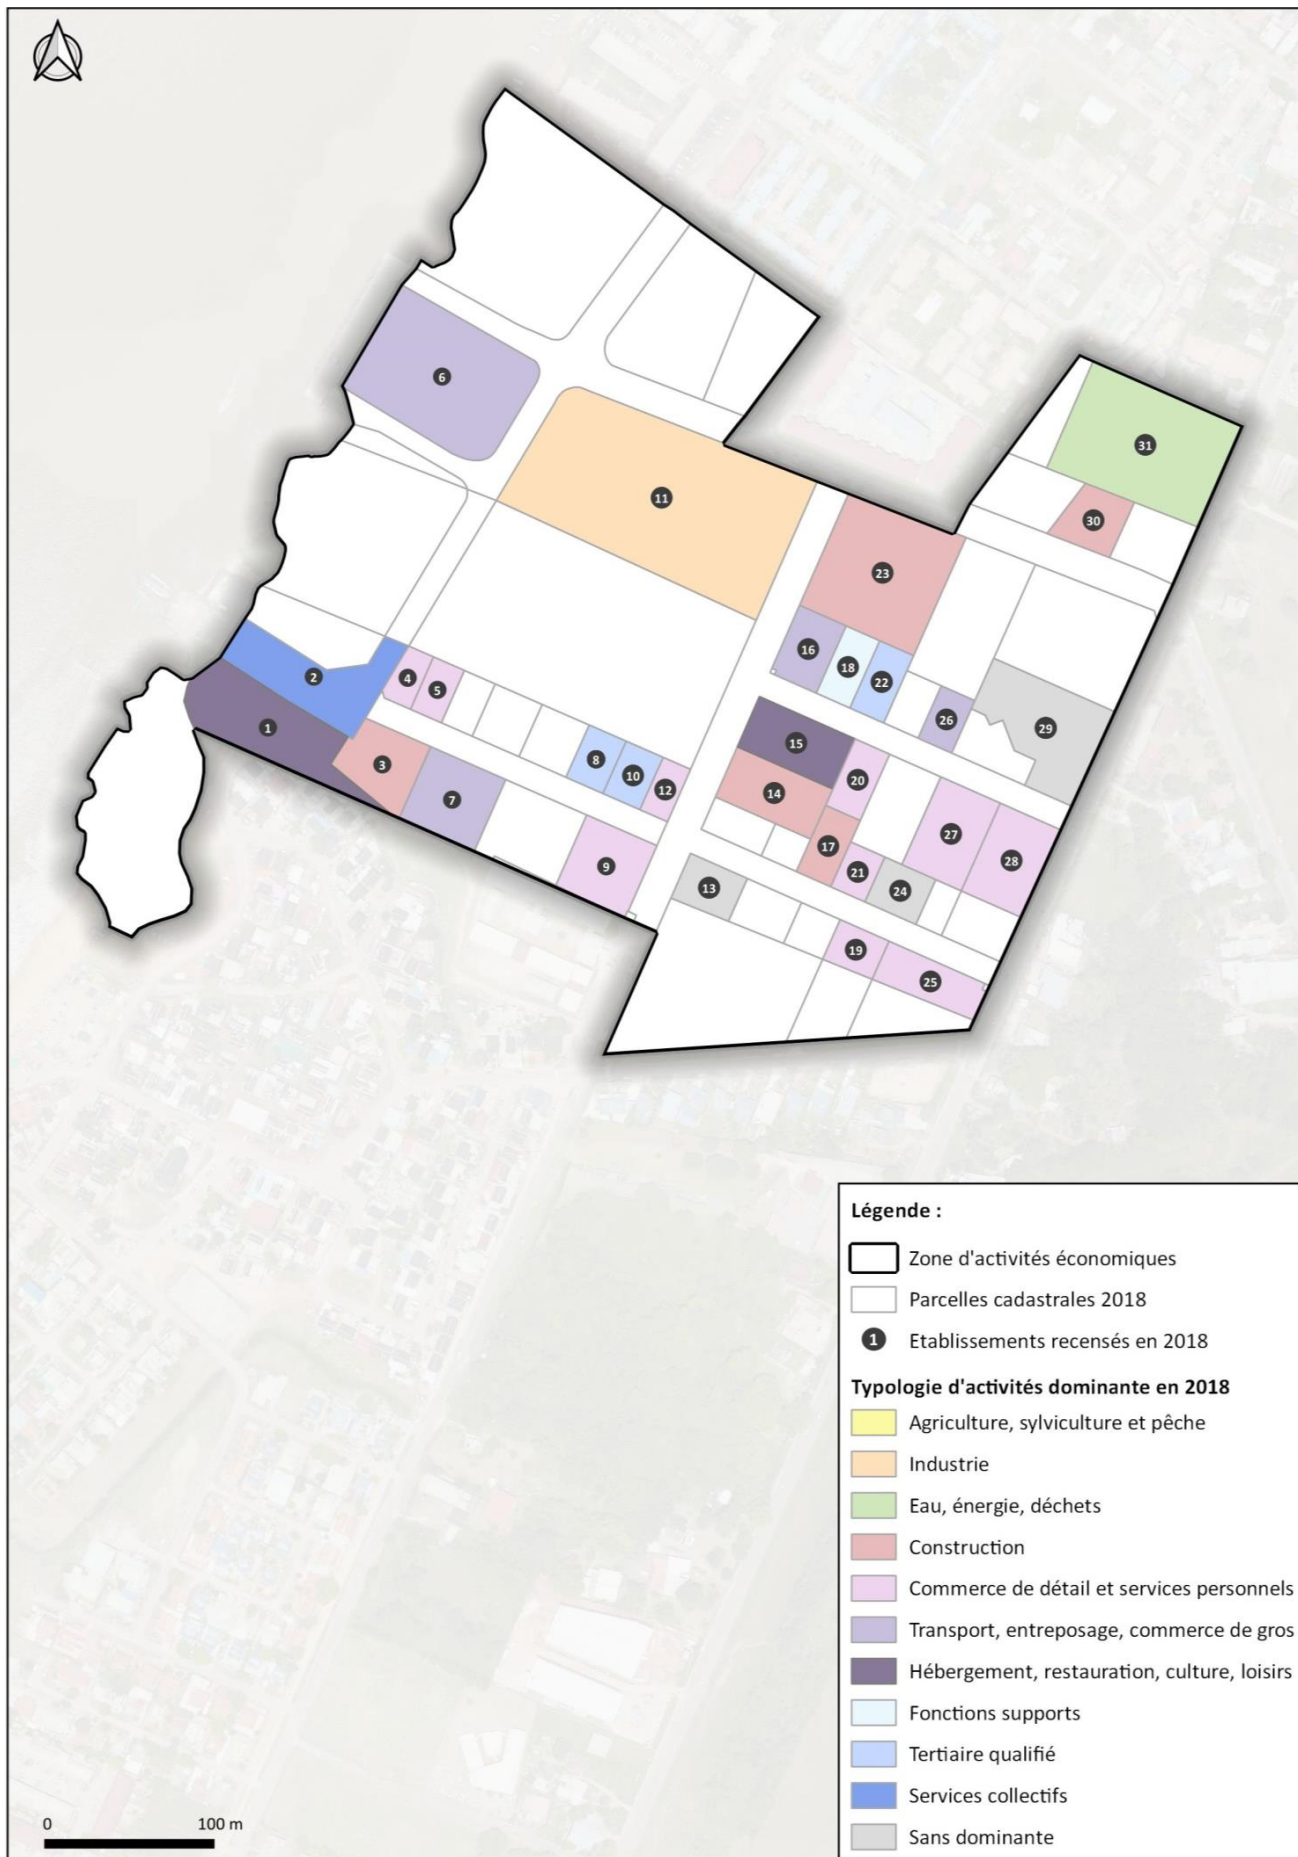 6
31
11
30
23
16
18
22
2
4
5
26
29
1
15
3
8
20
7
10
12
14
27
17
28
9
21
13
24
19
25
Légende :
Zone d'activités économiques
Parcelles cadastrales 2018
1 Etablissements recensés en 2018
Typologie d'activités dominante en 2018
Agriculture, sylviculture et pêche
Industrie
Eau, énergie, déchets
Construction
Commerce de détail et services personnels
Transport, entreposage, commerce de gros
Hébergement, restauration, culture, loisirs
Fonctions supports
Tertiaire qualifié
Services collectifs
Sans dominante
0 100 m